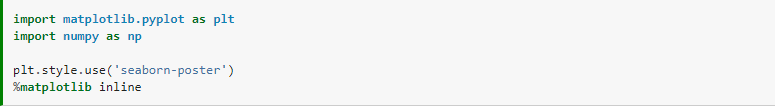 import matplotlib.pyplot as plt
import numpy as np
plt.style.use('seaborn-poster')
%matplotlib inline